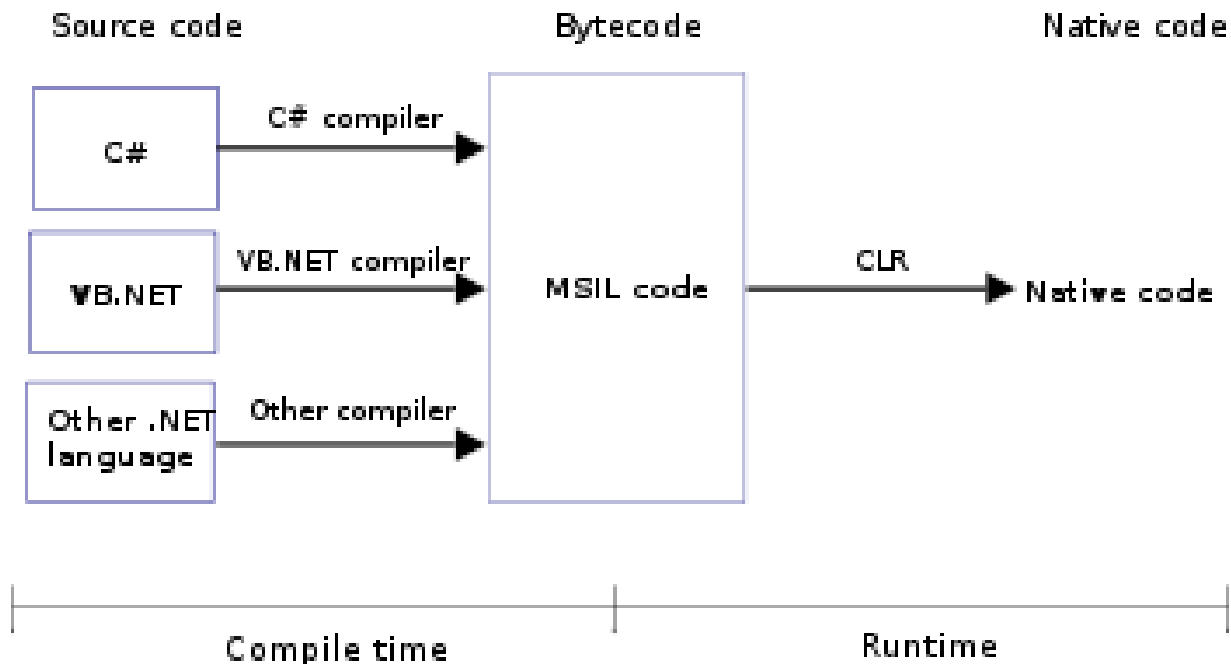 Source code
Bytecode
Native code
C#
C# compiler
VB.NET
VB.NET compiler
MSIL code
CLR
Native code
Other .NET
language
Other compiler
Compile time
Runtime